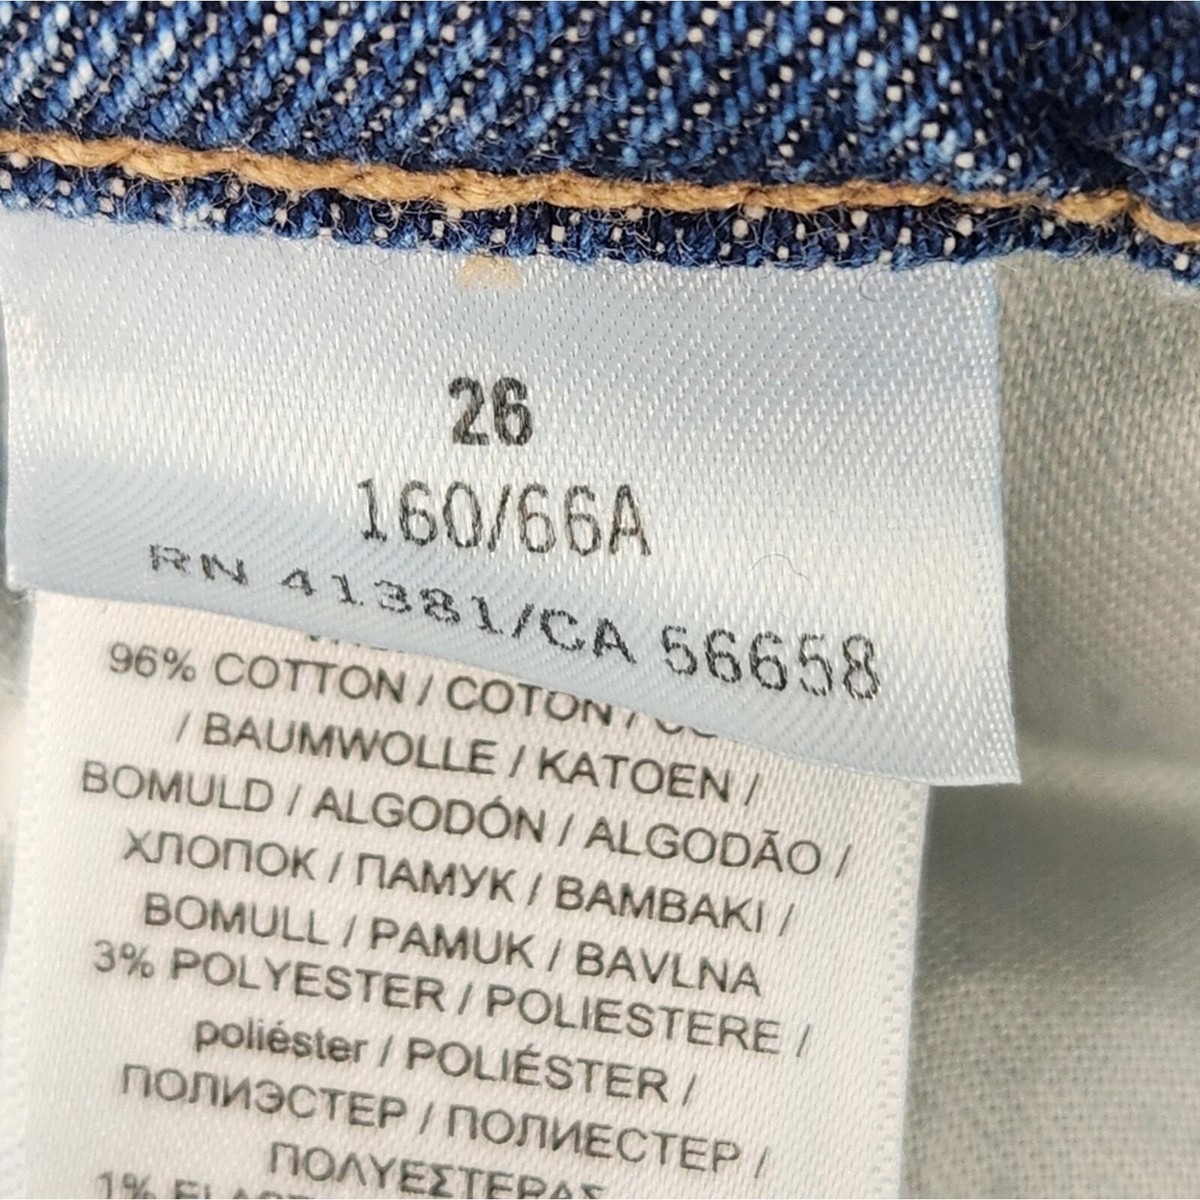 26
160/66A
RN 41381/CA 56658
96% COTTON / COTON /
/ BAUMWOLLE / KATOEN /
BOMULD / ALGODÓN / ALGODÃO /
ХЛОПОК / ПАМУК / BAMBAKI /
BOMULL / PAMUK / BAVLNA
3% POLYESTER / POLIESTERE /
poliéster / POLIÉSTER /
ПОЛИЭСТЕР / ПОЛИЕСТЕР /
ΠΟΛΥΕΣΤΕΡΑΣ
1%